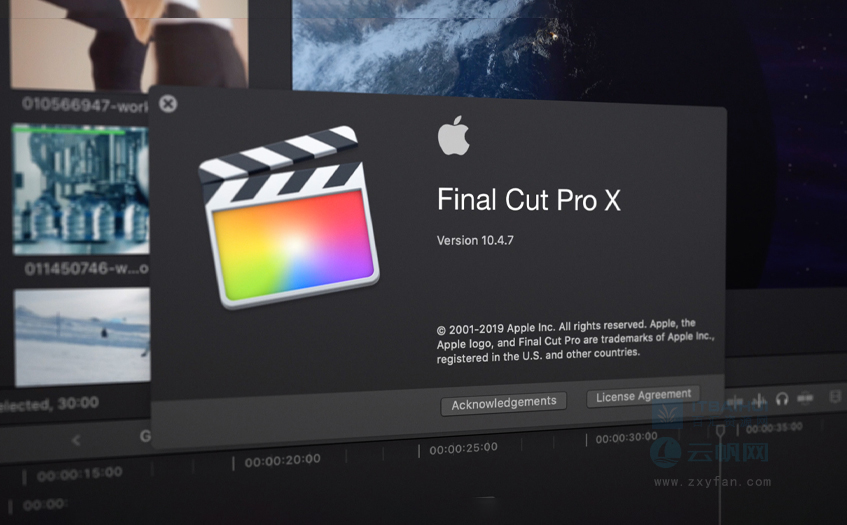 010566947-work
Final Cut Pro X
Version 10.4.7
011450746-w...o
© 2001-2019 Apple Inc. All rights reserved. Apple, the
Apple logo, and Final Cut Pro are trademarks of Apple Inc.,
registered in the U.S. and other countries.
elected, 30:00
Acknowledgements
License Agreement
00:00:15:00
00:00:20:00
00:00:25:00
00:00:30:00
00:00:35:00
云帆网
www.zxyfan.com
00:00: